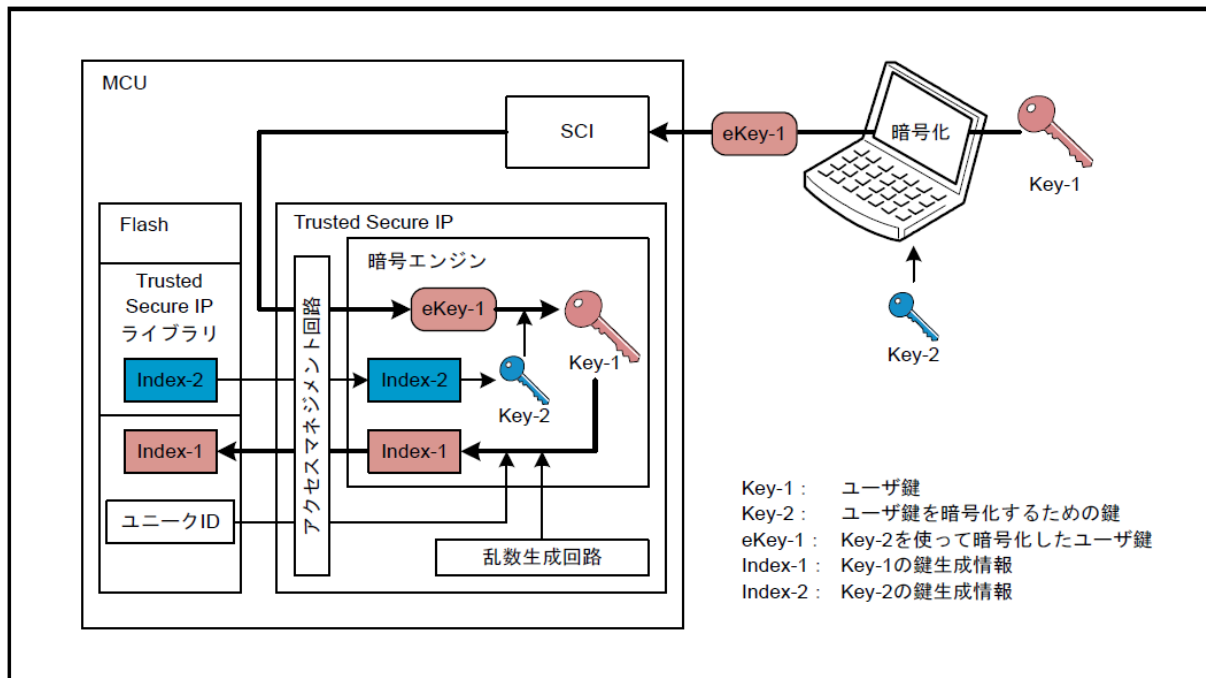 MCU
SCI
eKey-1
暗号化
Key-1
Flash
Trusted Secure IP
Trusted
Secure IP
ライブラリ
アクセスマネジメント回路
暗号エンジン
eKey-1
Key-1
Key-2
Index-2
Index-2
Key-2
Index-1
Index-1
ユニークID
乱数生成回路
Key-1 : ユーザ鍵
Key-2 : ユーザ鍵を暗号化するための鍵
eKey-1 : Key-2を使って暗号化したユーザ鍵
Index-1 : Key-1の鍵生成情報
Index-2 : Key-2の鍵生成情報